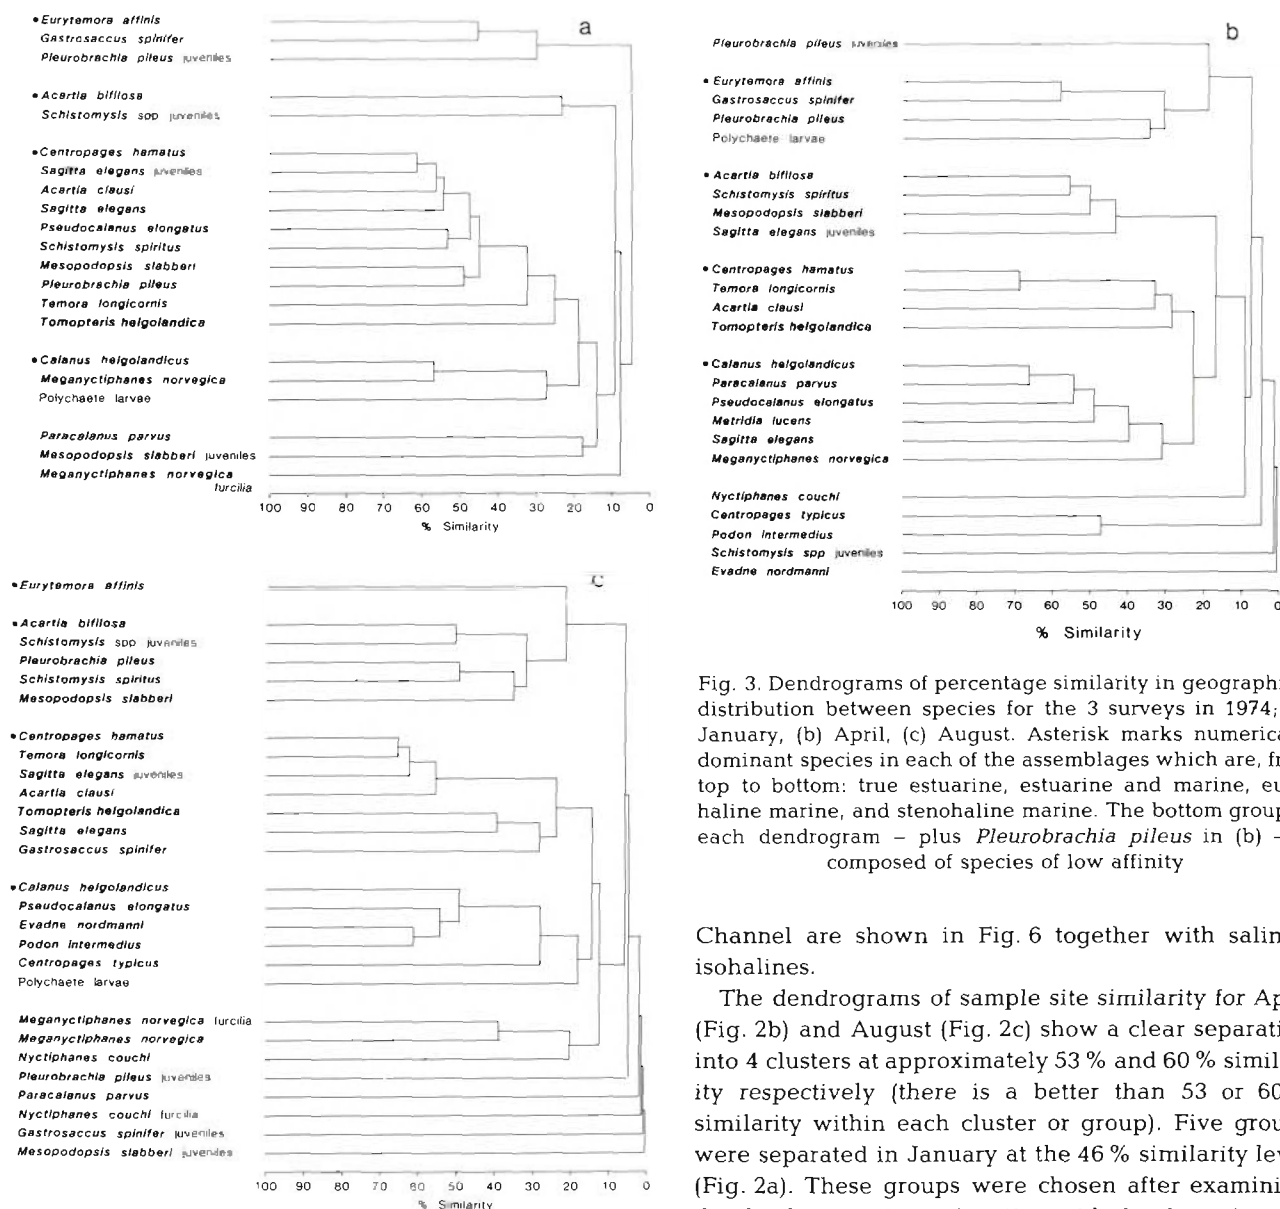 a
•Eurytemora affinis
Gastrosaccus spinifer
Pleurobrachia pileus juveniles
•Acartia bifilosa
Schistomysis spp juveniles
•Centropages hamatus
Sagitta elegans juveniles
Acartia clausi
Sagitta elegans
Pseudocalanus elongatus
Schistomysis spiritus
Mesopodopsis slabberi
Pleurobrachia pileus
Temora longicornis
Tomopteris helgolandica
•Calanus helgolandicus
Meganyctiphanes norvegica
Polychaete larvae
Paracalanus parvus
Mesopodopsis slabberi juveniles
Meganyctiphanes norvegica
furcilia
100 90 80 70 60 50 40 30 20 10 0
% Similarity
b
Pleurobrachia pileus juveniles
•Eurytemora affinis
Gastrosaccus spinifer
Pleurobrachia pileus
Polychaete larvae
•Acartia bifilosa
Schistomysis spiritus
Mesopodopsis slabberi
Sagitta elegans juveniles
•Centropages hamatus
Temora longicornis
Acartia clausi
Tomopteris helgolandica
•Calanus helgolandicus
Paracalanus parvus
Pseudocalanus elongatus
Metridia lucens
Sagitta elegans
Meganyctiphanes norvegica
Nyctiphanes couchi
Centropages typicus
Podon intermedius
Schistomysis spp juveniles
Evadne nordmanni
100 90 80 70 60 50 40 30 20 10 0
% Similarity
c
•Eurytemora affinis
•Acartia bifilosa
Schistomysis spp juveniles
Pleurobrachia pileus
Schistomysis spiritus
Mesopodopsis slabberi
•Centropages hamatus
Temora longicornis
Sagitta elegans juveniles
Acartia clausi
Tomopteris helgolandica
Sagitta elegans
Gastrosaccus spinifer
•Calanus helgolandicus
Pseudocalanus elongatus
Evadne nordmanni
Podon intermedius
Centropages typicus
Polychaete larvae
Meganyctiphanes norvegica furcilia
Meganyctiphanes norvegica
Nyctiphanes couchi
Pleurobrachia pileus juveniles
Paracalanus parvus
Nyctiphanes couchi furcilia
Gastrosaccus spinifer juveniles
Mesopodopsis slabberi juveniles
100 90 80 70 60 50 40 30 20 10 0
% Similarity
Fig. 3. Dendrograms of percentage similarity in geographi
distribution between species for the 3 surveys in 1974;
January, (b) April, (c) August. Asterisk marks numerica
dominant species in each of the assemblages which are, fr
top to bottom: true estuarine, estuarine and marine, eu
haline marine, and stenohaline marine. The bottom group
each dendrogram – plus Pleurobrachia pileus in (b) –
composed of species of low affinity
Channel are shown in Fig. 6 together with salin
isohalines.
The dendrograms of sample site similarity for Ap
(Fig. 2b) and August (Fig. 2c) show a clear separati
into 4 clusters at approximately 53 % and 60 % simil
ity respectively (there is a better than 53 or 60
similarity within each cluster or group). Five grou
were separated in January at the 46 % similarity lev
(Fig. 2a). These groups were chosen after examini